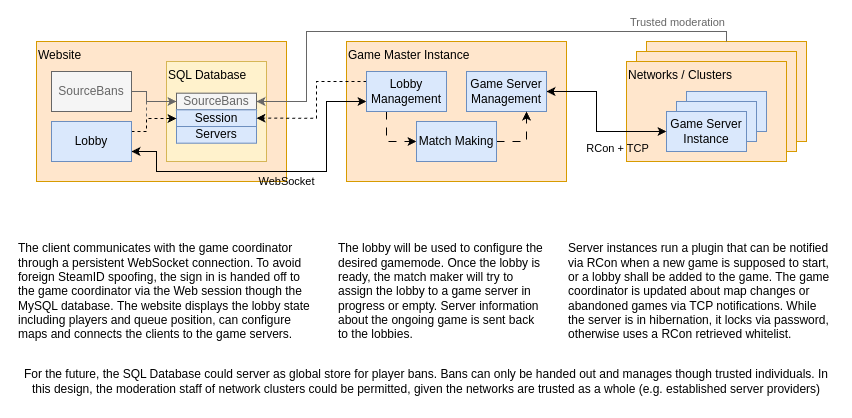 Trusted moderation
Website
SourceBans
Lobby
SQL Database
SourceBans
Session
Servers
WebSocket
Game Master Instance
Lobby
Management
Game Server
Management
Match Making
RCon + TCP
Networks / Clusters
Game Server
Instance
The client communicates with the game coordinator
through a persistent WebSocket connection. To avoid
foreign SteamID spoofing, the sign in is handed off to
the game coordinator via the Web session though the
MySQL database. The website displays the lobby state
including players and queue position, can configure
maps and connects the clients to the game servers.
The lobby will be used to configure the
desired gamemode. Once the lobby is
ready, the match maker will try to
assign the lobby to a game server in
progress or empty. Server information
about the ongoing game is sent back
to the lobbies.
Server instances run a plugin that can be notified
via RCon when a new game is supposed to start,
or a lobby shall be added to the game. The game
coordinator is updated about map changes or
abandoned games via TCP notifications. While
the server is in hibernation, it locks via password,
otherwise uses a RCon retrieved whitelist.
For the future, the SQL Database could server as global store for player bans. Bans can only be handed out and manages though trusted individuals. In
this design, the moderation staff of network clusters could be permitted, given the networks are trusted as a whole (e.g. established server providers)